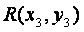 R(x₃, y₃)